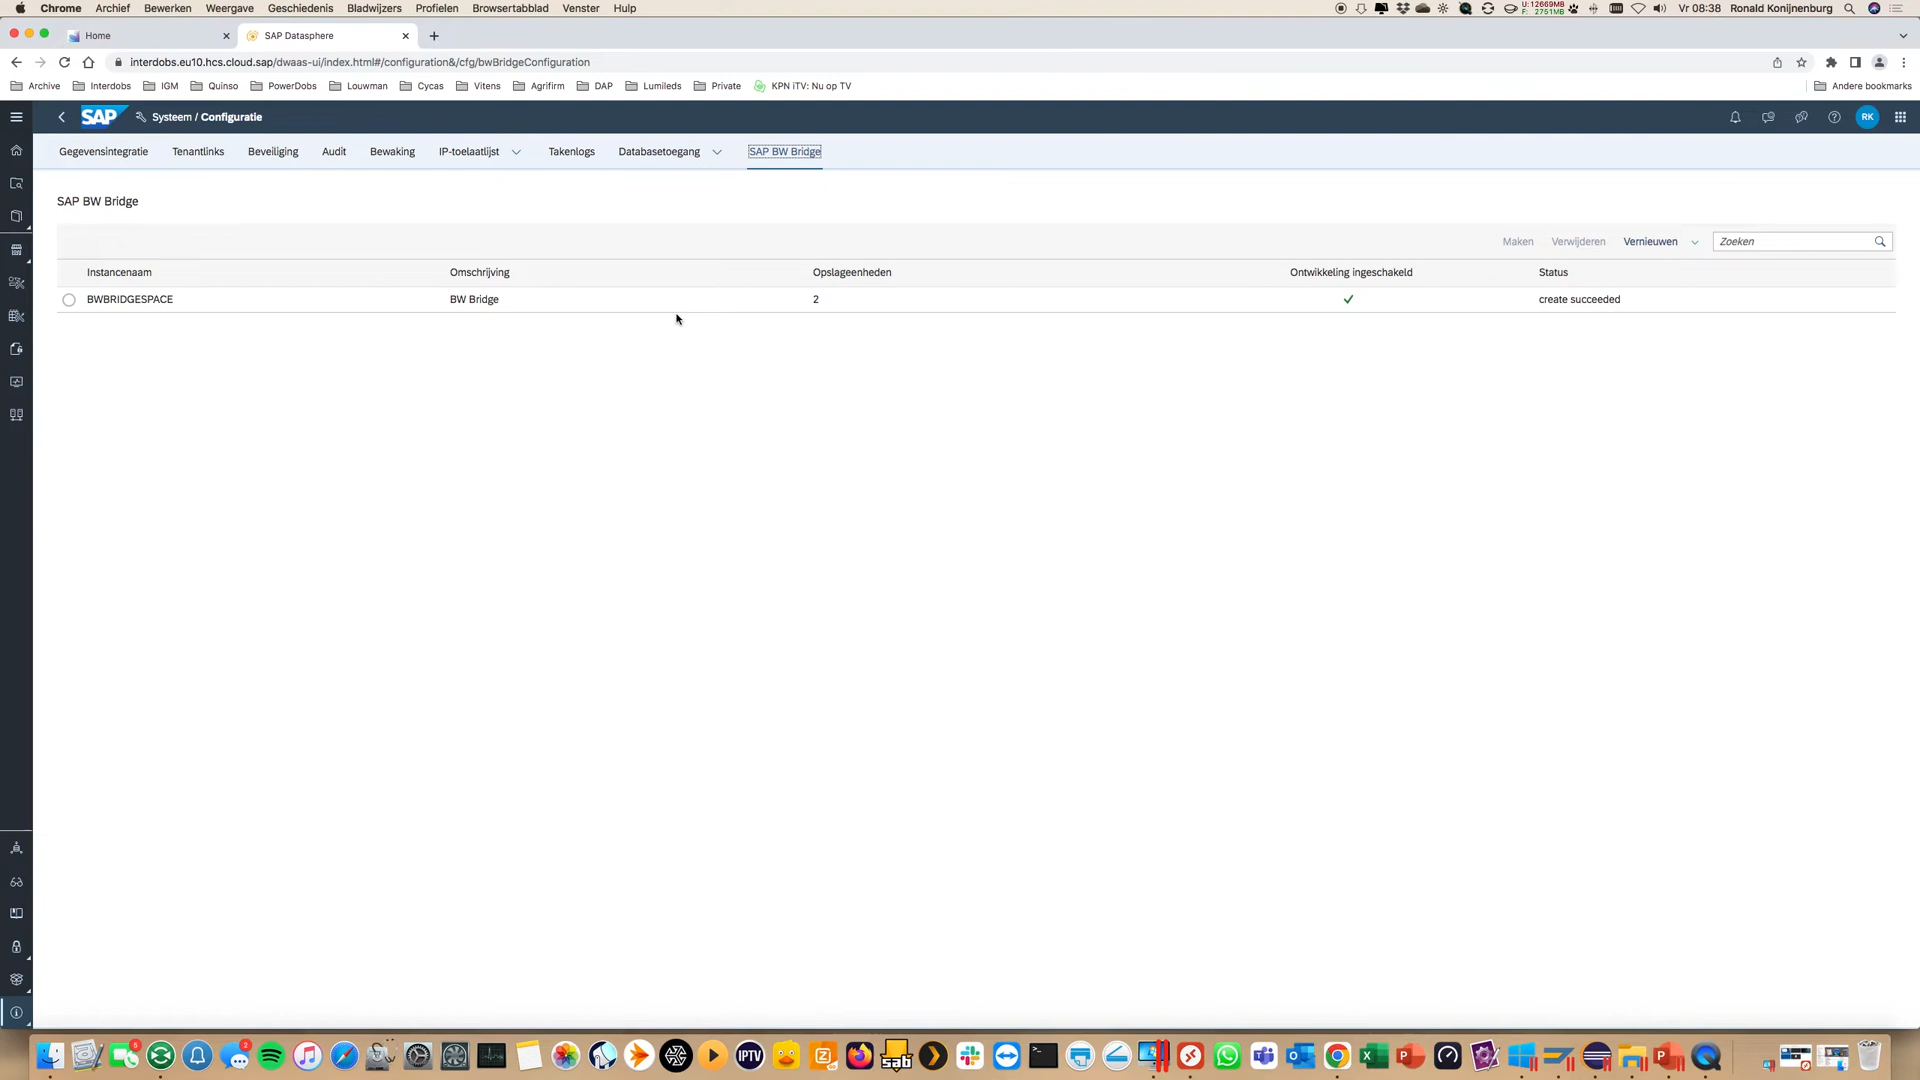 Chrome Archief Bewerken Weergave Geschiedenis Bladwijzers Profielen Browsertabblad Venster Hulp U: 12669MB F: 2751MB Vr 08:38 Ronald Konijnenburg
Home SAP Datasphere
interdobs.eu10.hcs.cloud.sap/dwaas-ui/index.html#/configuration&/cfg/bwBridgeConfiguration
Archive Interdobs IGM Quinso PowerDobs Louwman Cycas Vitens Agrifirm DAP Lumileds Private KPN iTV: Nu op TV Andere bookmarks
SAP Systeem / Configuratie RK
Gegevensintegratie Tenantlinks Beveiliging Audit Bewaking IP-toelaatlijst Takenlogs Databasetoegang SAP BW Bridge
SAP BW Bridge
Maken Verwijderen Vernieuwen Zoeken
Instancenaam Omschrijving Opslageenheden Ontwikkeling ingeschakeld Status
BWBRIDGESPACE BW Bridge 2 create succeeded
IPTV sab